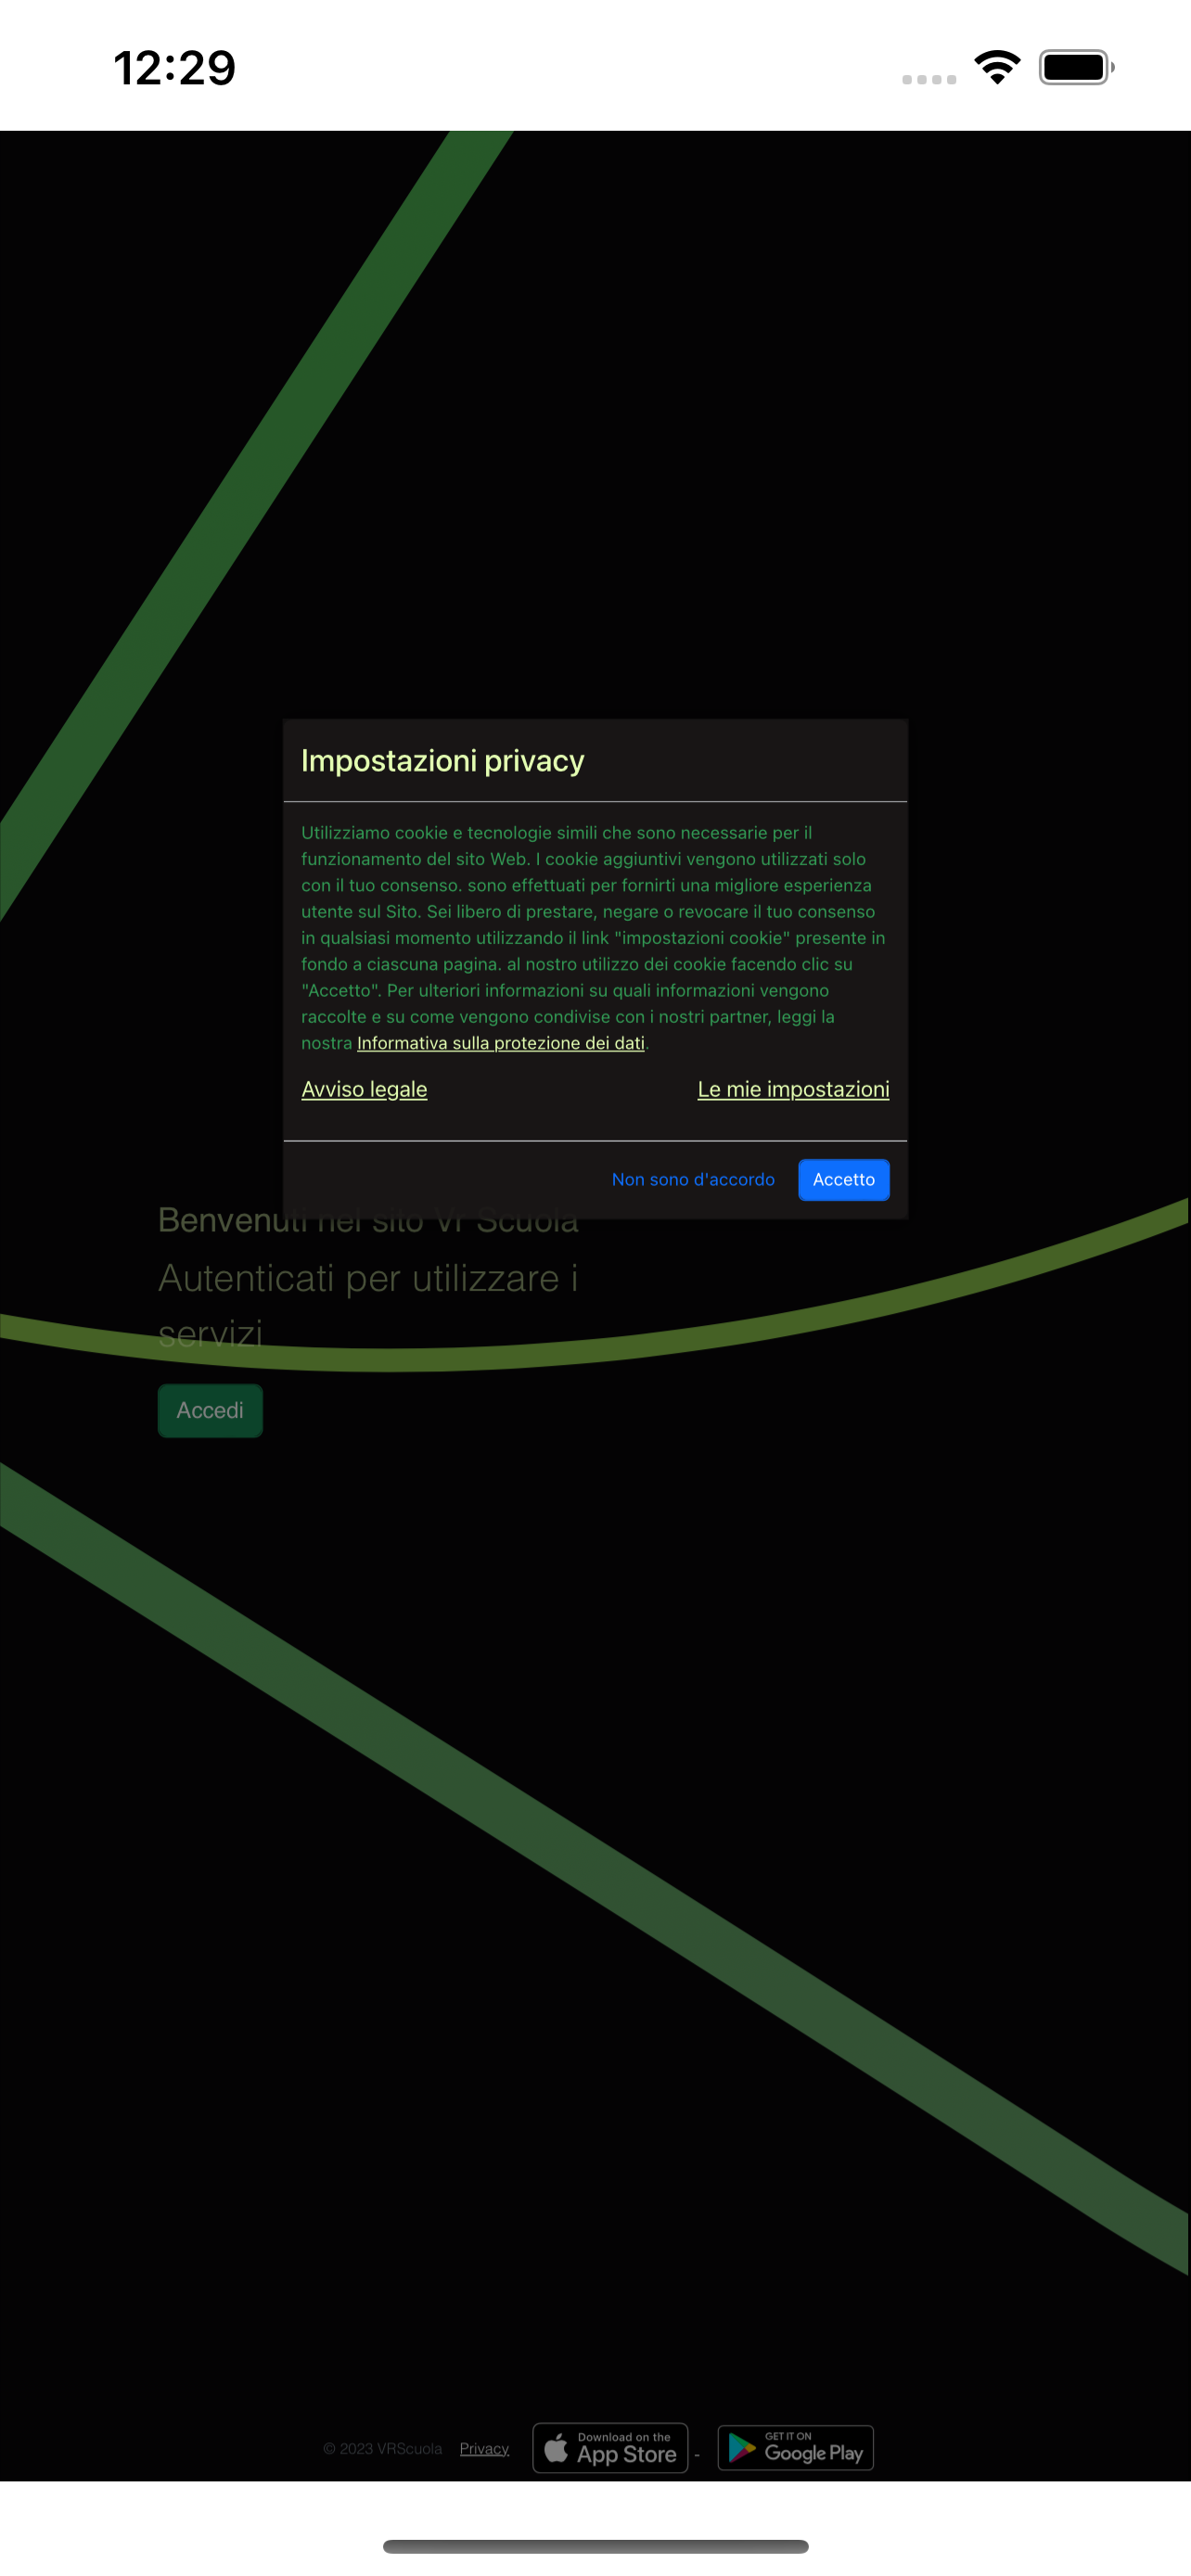 12:29
Impostazioni privacy
Utilizziamo cookie e tecnologie simili che sono necessarie per il
funzionamento del sito Web. I cookie aggiuntivi vengono utilizzati solo
con il tuo consenso. sono effettuati per fornirti una migliore esperienza
utente sul Sito. Sei libero di prestare, negare o revocare il tuo consenso
in qualsiasi momento utilizzando il link "impostazioni cookie" presente in
fondo a ciascuna pagina. al nostro utilizzo dei cookie facendo clic su
"Accetto". Per ulteriori informazioni su quali informazioni vengono
raccolte e su come vengono condivise con i nostri partner, leggi la
nostra Informativa sulla protezione dei dati.
Avviso legale Le mie impostazioni
Non sono d'accordo Accetto
Benvenuti nel sito Vr Scuola
Autenticati per utilizzare i
servizi
Accedi
© 2023 VRScuola Privacy Download on the App Store - GET IT ON Google Play